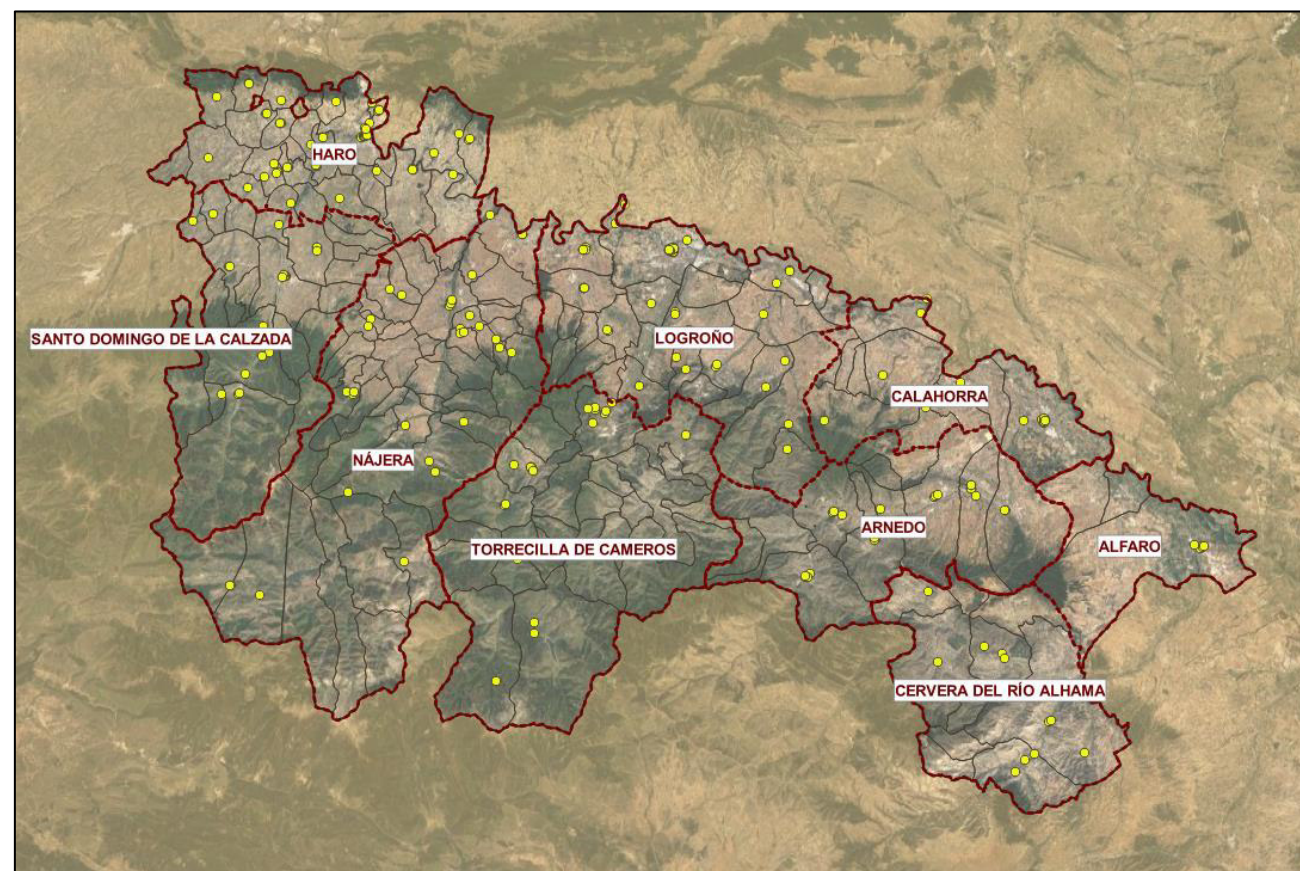 HARO
SANTO DOMINGO DE LA CALZADA
LOGROÑO
CALAHORRA
NÁJERA
ARNEDO
TORRECILLA DE CAMEROS
ALFARO
CERVERA DEL RÍO ALHAMA